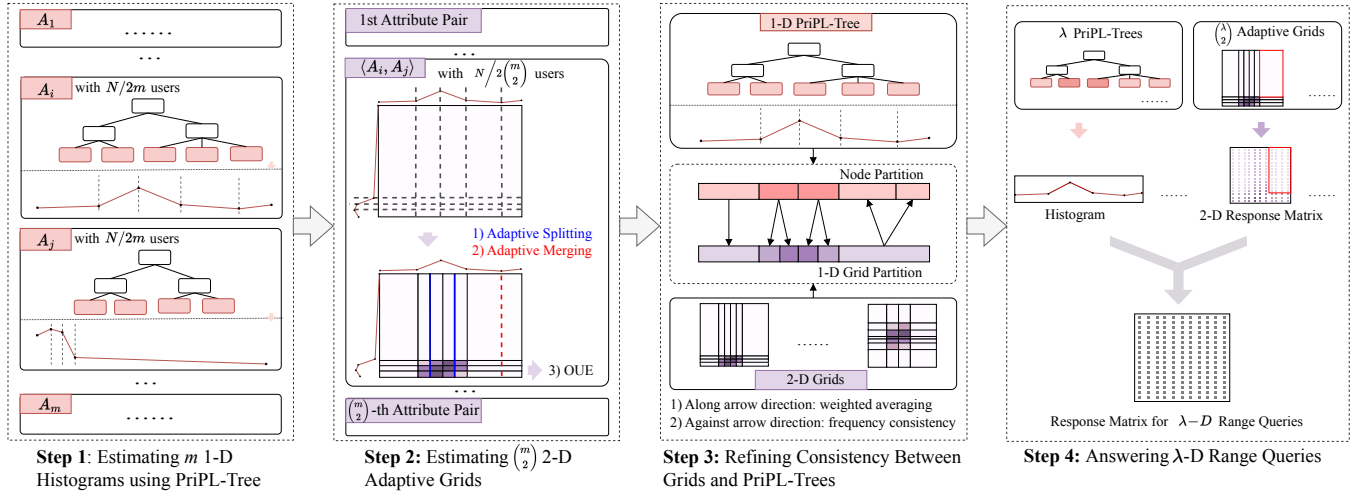 A₁
......
...
Aᵢ
with N/2m users
Aⱼ
with N/2m users
...
Aₘ
......
Step 1: Estimating m 1-D
Histograms using PriPL-Tree
1st Attribute Pair
...
⟨Aᵢ, Aⱼ⟩
with N/2(m 2) users
1) Adaptive Splitting
2) Adaptive Merging
3) OUE
...
(m 2)-th Attribute Pair
Step 2: Estimating (m 2) 2-D
Adaptive Grids
1-D PriPL-Tree
Node Partition
1-D Grid Partition
......
2-D Grids
1) Along arrow direction: weighted averaging
2) Against arrow direction: frequency consistency
Step 3: Refining Consistency Between
Grids and PriPL-Trees
λ PriPL-Trees
......
(λ 2) Adaptive Grids
......
......
Histogram
......
2-D Response Matrix
Response Matrix for λ−D Range Queries
Step 4: Answering λ-D Range Queries